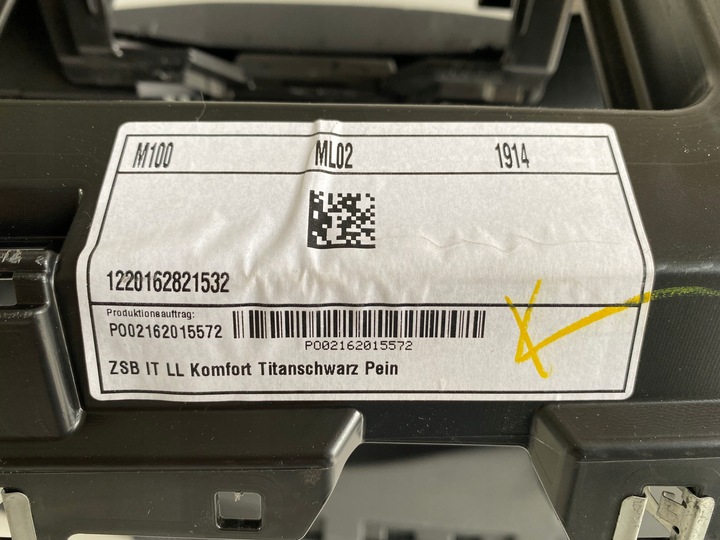 M100 ML02 1914
1220162821532
Produktionsauftrag:
P002162015572
P002162015572
ZSB IT LL Komfort Titanschwarz Pein